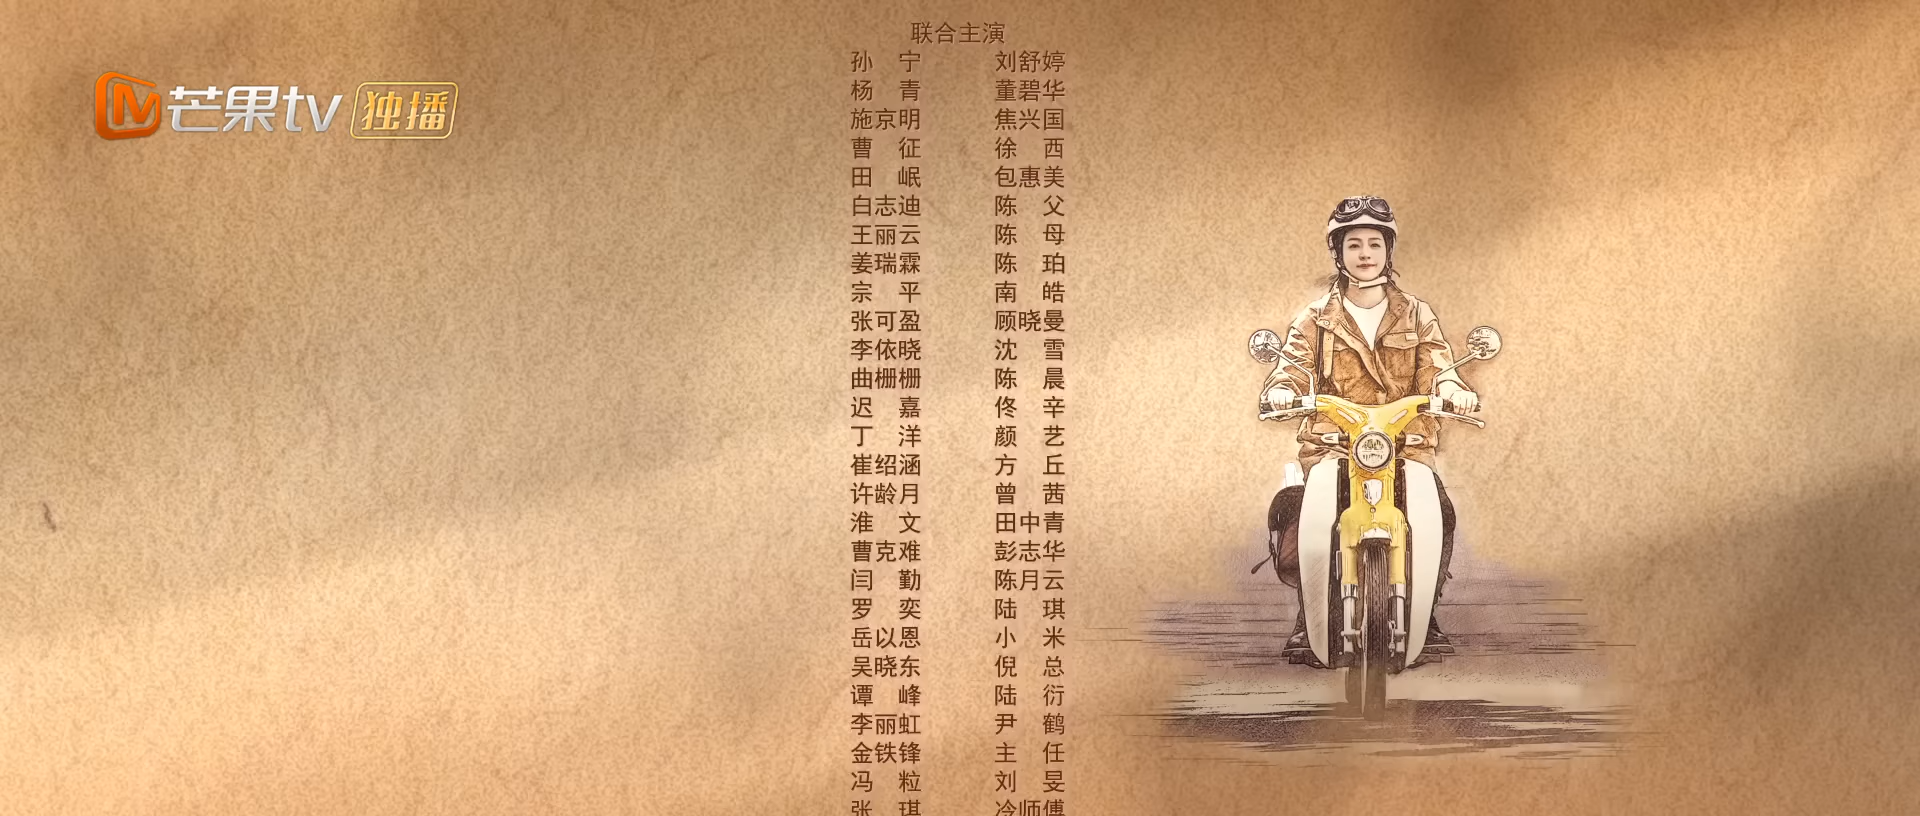 芒果tv 独播
联合主演
孙 宁 刘舒婷
杨 青 董碧华
施京明 焦兴国
曹 征 徐 西
田 岷 包惠美
白志迪 陈 父
王丽云 陈 母
姜瑞霖 陈 珀
宗 平 南 皓
张可盈 顾晓曼
李依晓 沈 雪
曲栅栅 陈 晨
迟 嘉 佟 辛
丁 洋 颜 艺
崔绍涵 方 丘
许龄月 曾 茜
淮 文 田中青
曹克难 彭志华
闫 勤 陈月云
罗 奕 陆 琪
岳以恩 小 米
吴晓东 倪 总
谭 峰 陆 衍
李丽虹 尹 鹤
金铁锋 主 任
冯 粒 刘 旻
张 琪 冷师傅